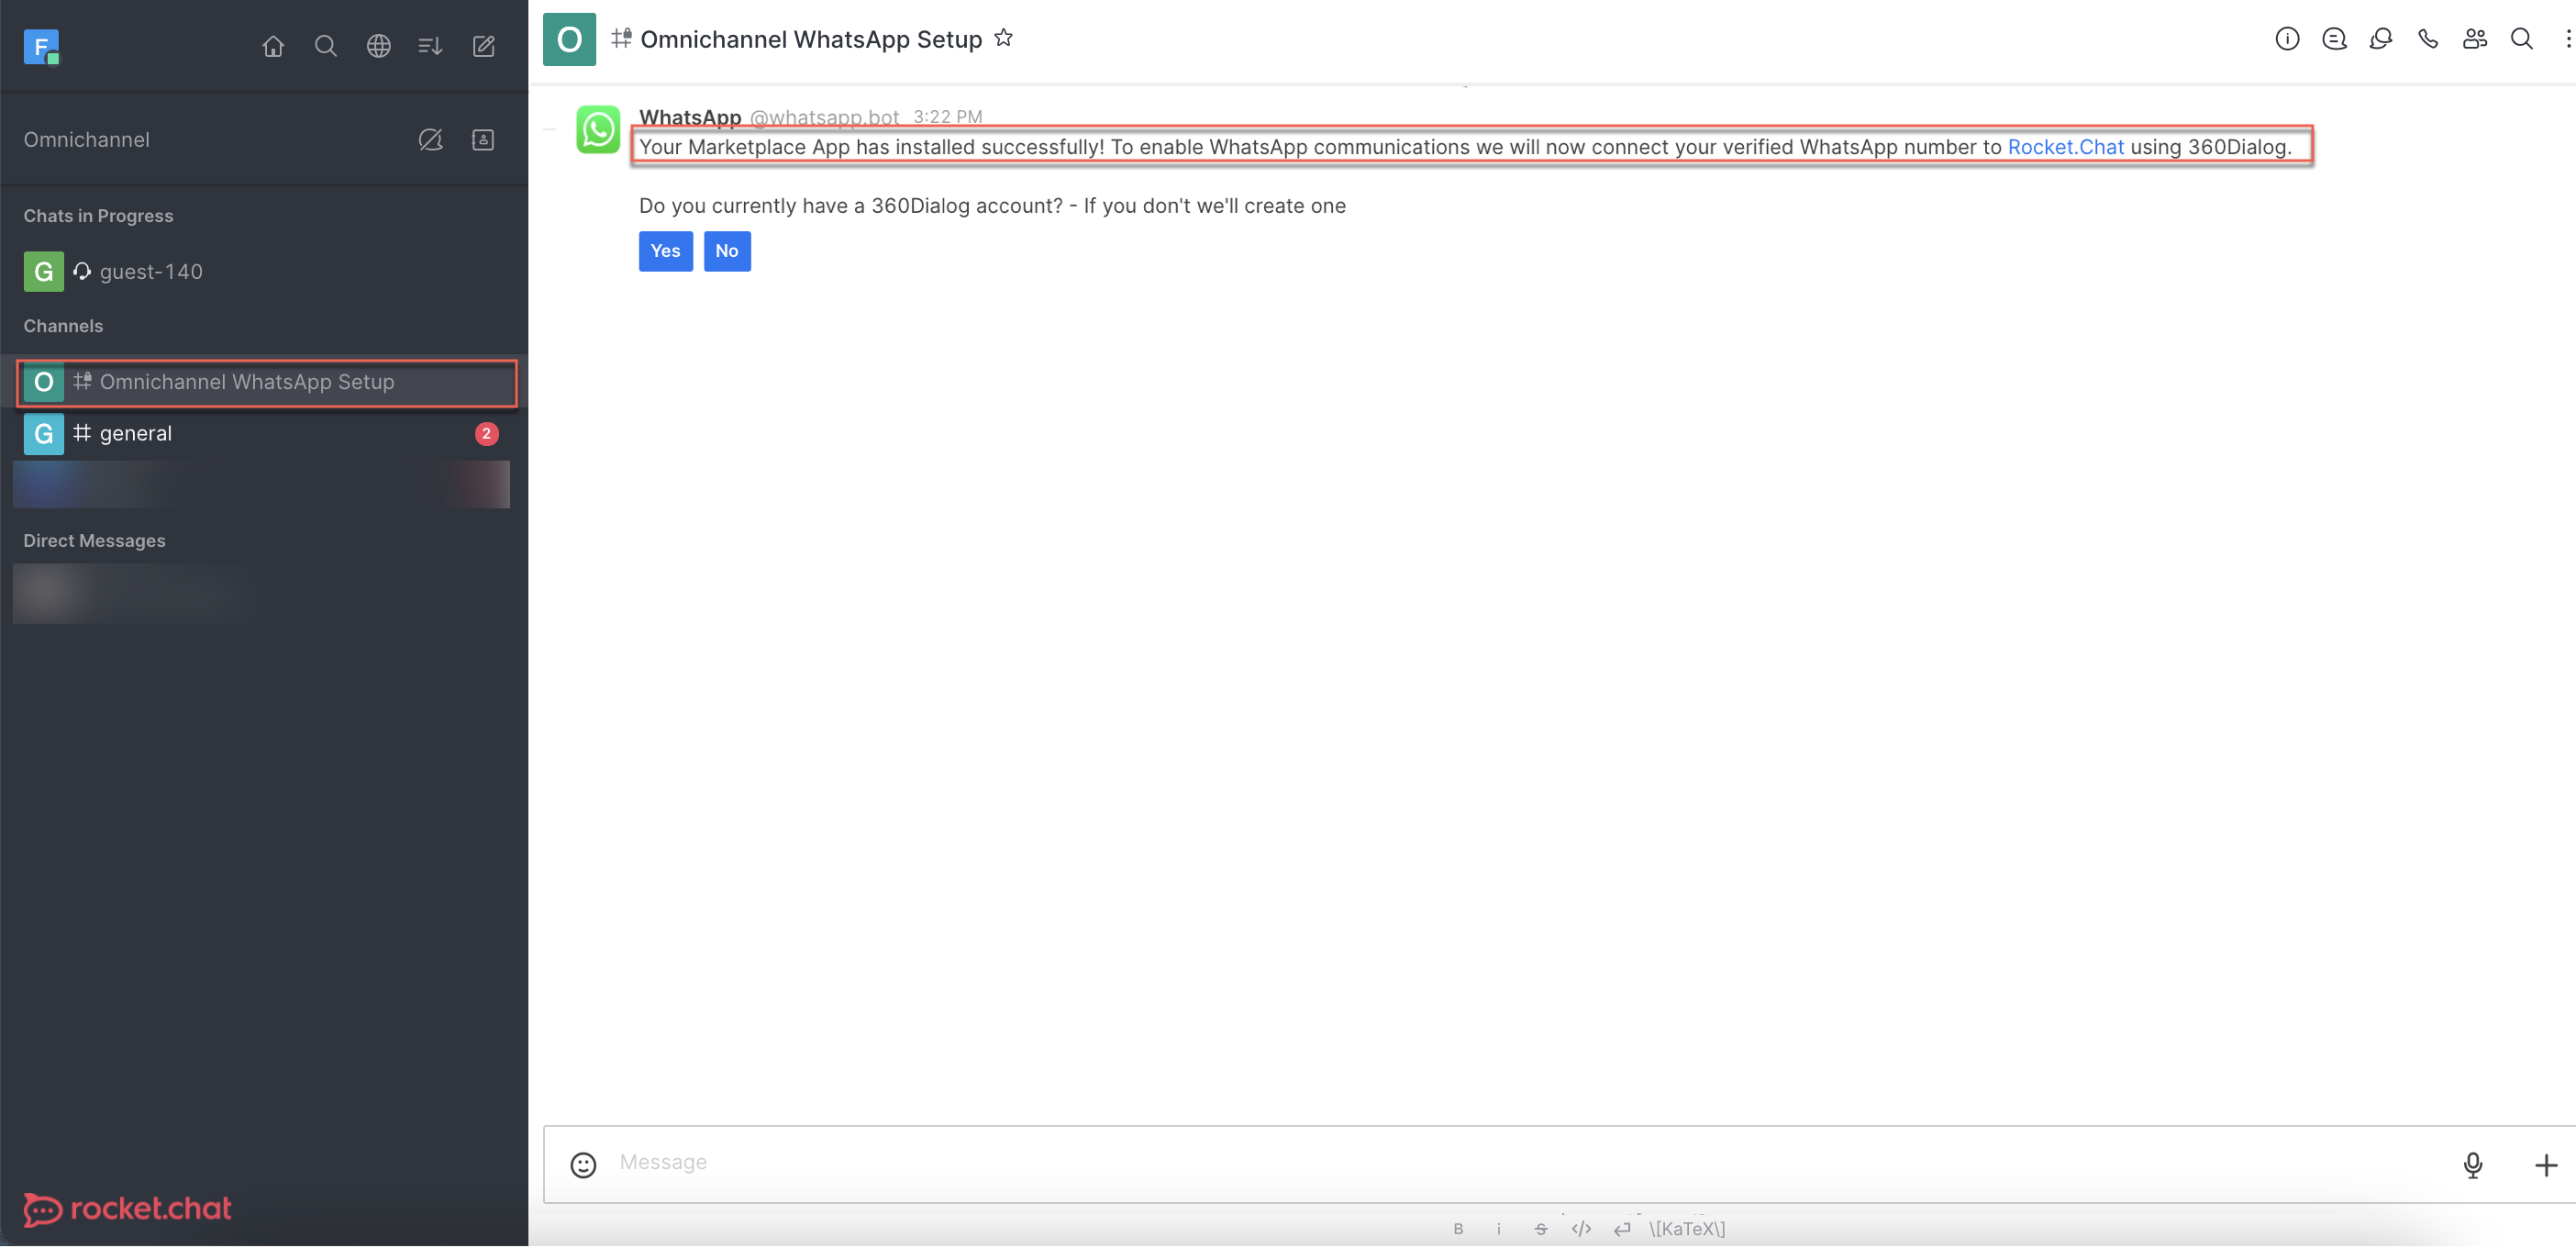 F
Omnichannel
Chats in Progress
G guest-140
Channels
O Omnichannel WhatsApp Setup
G # general 2
Direct Messages
rocket.chat
O Omnichannel WhatsApp Setup
WhatsApp @whatsapp.bot 3:22 PM
Your Marketplace App has installed successfully! To enable WhatsApp communications we will now connect your verified WhatsApp number to Rocket.Chat using 360Dialog.
Do you currently have a 360Dialog account? - If you don't we'll create one
Yes No
Message
B i S </> \[KaTeX\]